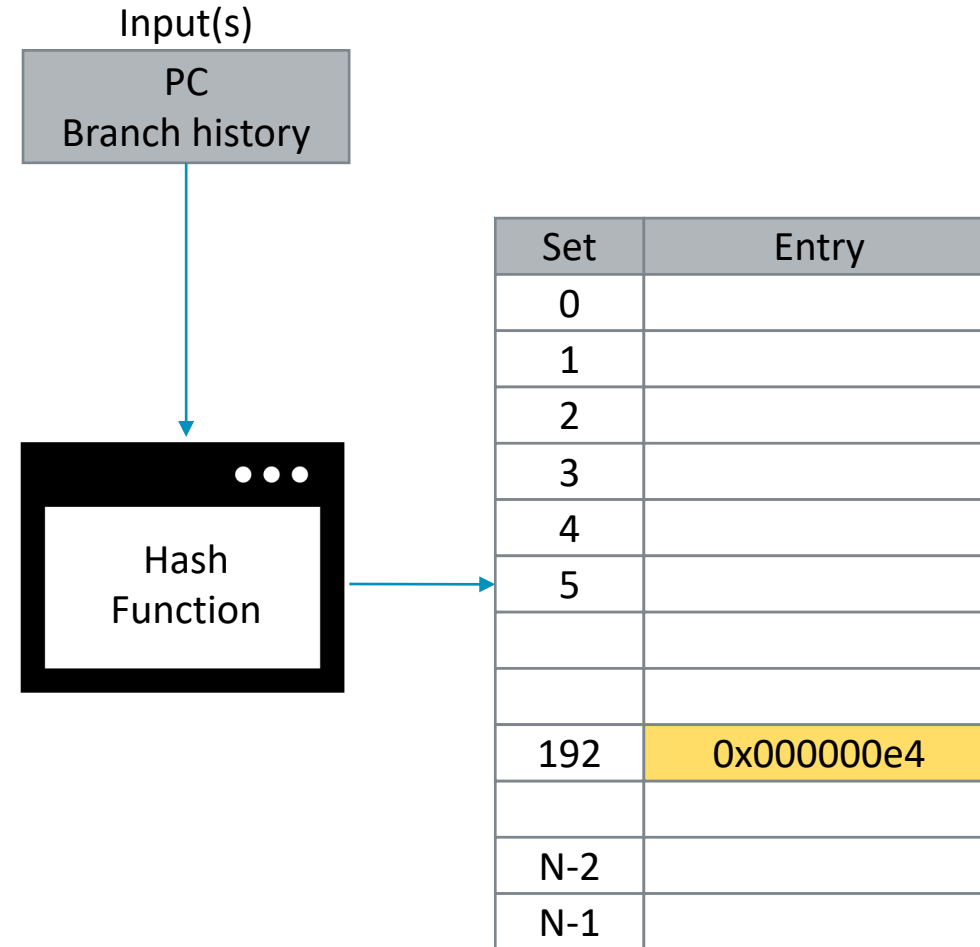 Input(s)
PC
Branch history
Hash
Function
Set Entry
0
1
2
3
4
5
192 0x000000e4
N-2
N-1